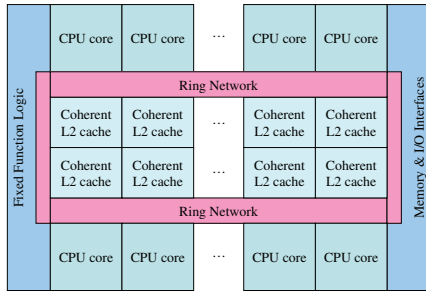 Fixed Function Logic
CPU core CPU core ... CPU core CPU core
Ring Network
Coherent Coherent Coherent Coherent
L2 cache L2 cache ... L2 cache L2 cache
Coherent Coherent Coherent Coherent
L2 cache L2 cache ... L2 cache L2 cache
Ring Network
CPU core CPU core ... CPU core CPU core
Memory & I/O Interfaces